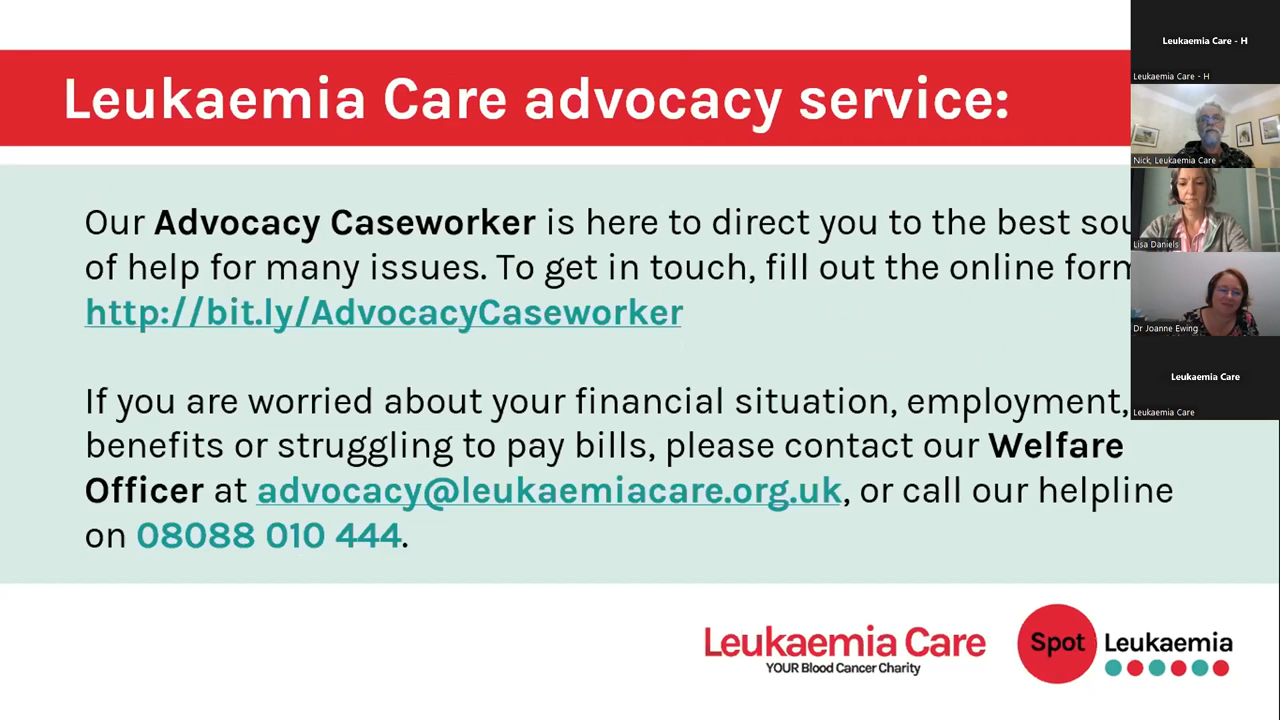 Leukaemia Care advocacy service:
Our Advocacy Caseworker is here to direct you to the best
of help for many issues. To get in touch, fill out the online form
http://bit.ly/AdvocacyCaseworker
If you are worried about your financial situation, employment,
benefits or struggling to pay bills, please contact our Welfare
Officer at advocacy@leukaemiacare.org.uk, or call our helpline
on 08088 010 444.
Leukaemia Care
YOUR Blood Cancer Charity
Spot Leukaemia
Leukaemia Care - H
Leukaemia Care - H
Nick, Leukaemia Care
Lisa Daniels
Dr Joanne Ewing
Leukaemia Care
Leukaemia Care